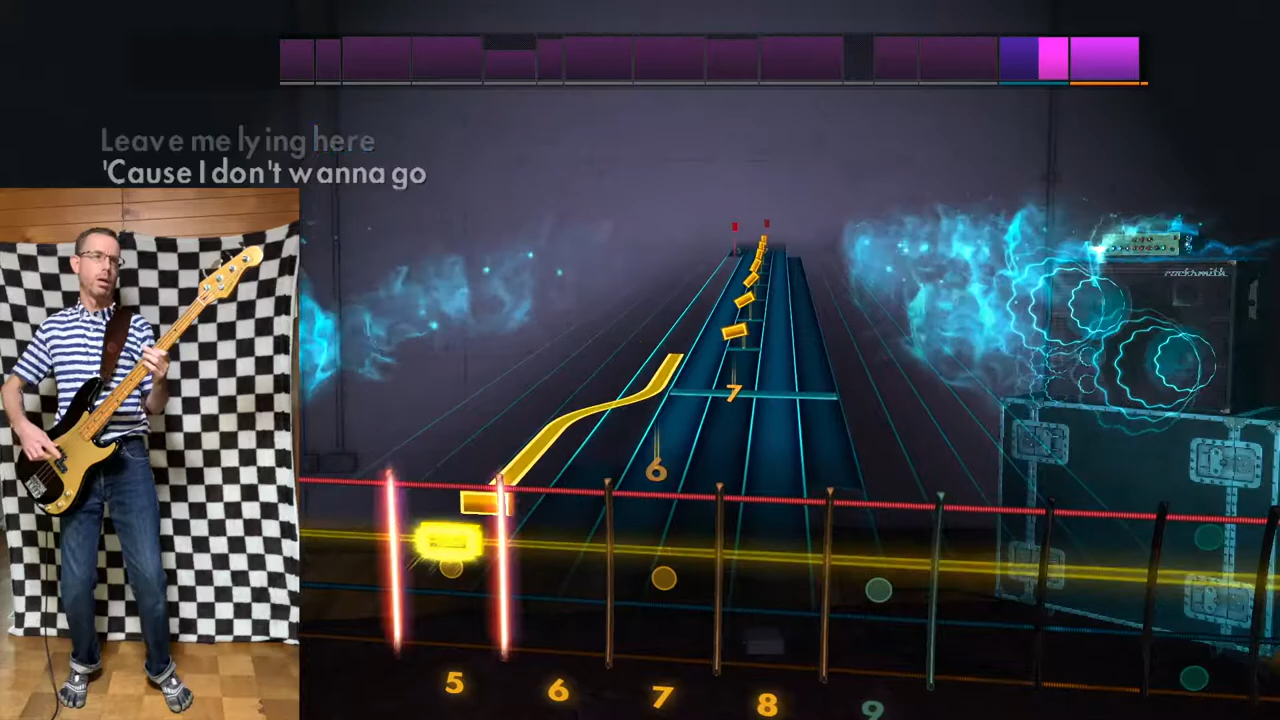 Leave me lying here
'Cause I don't wanna go
rocksmith
7
6
5 6 7 8 9